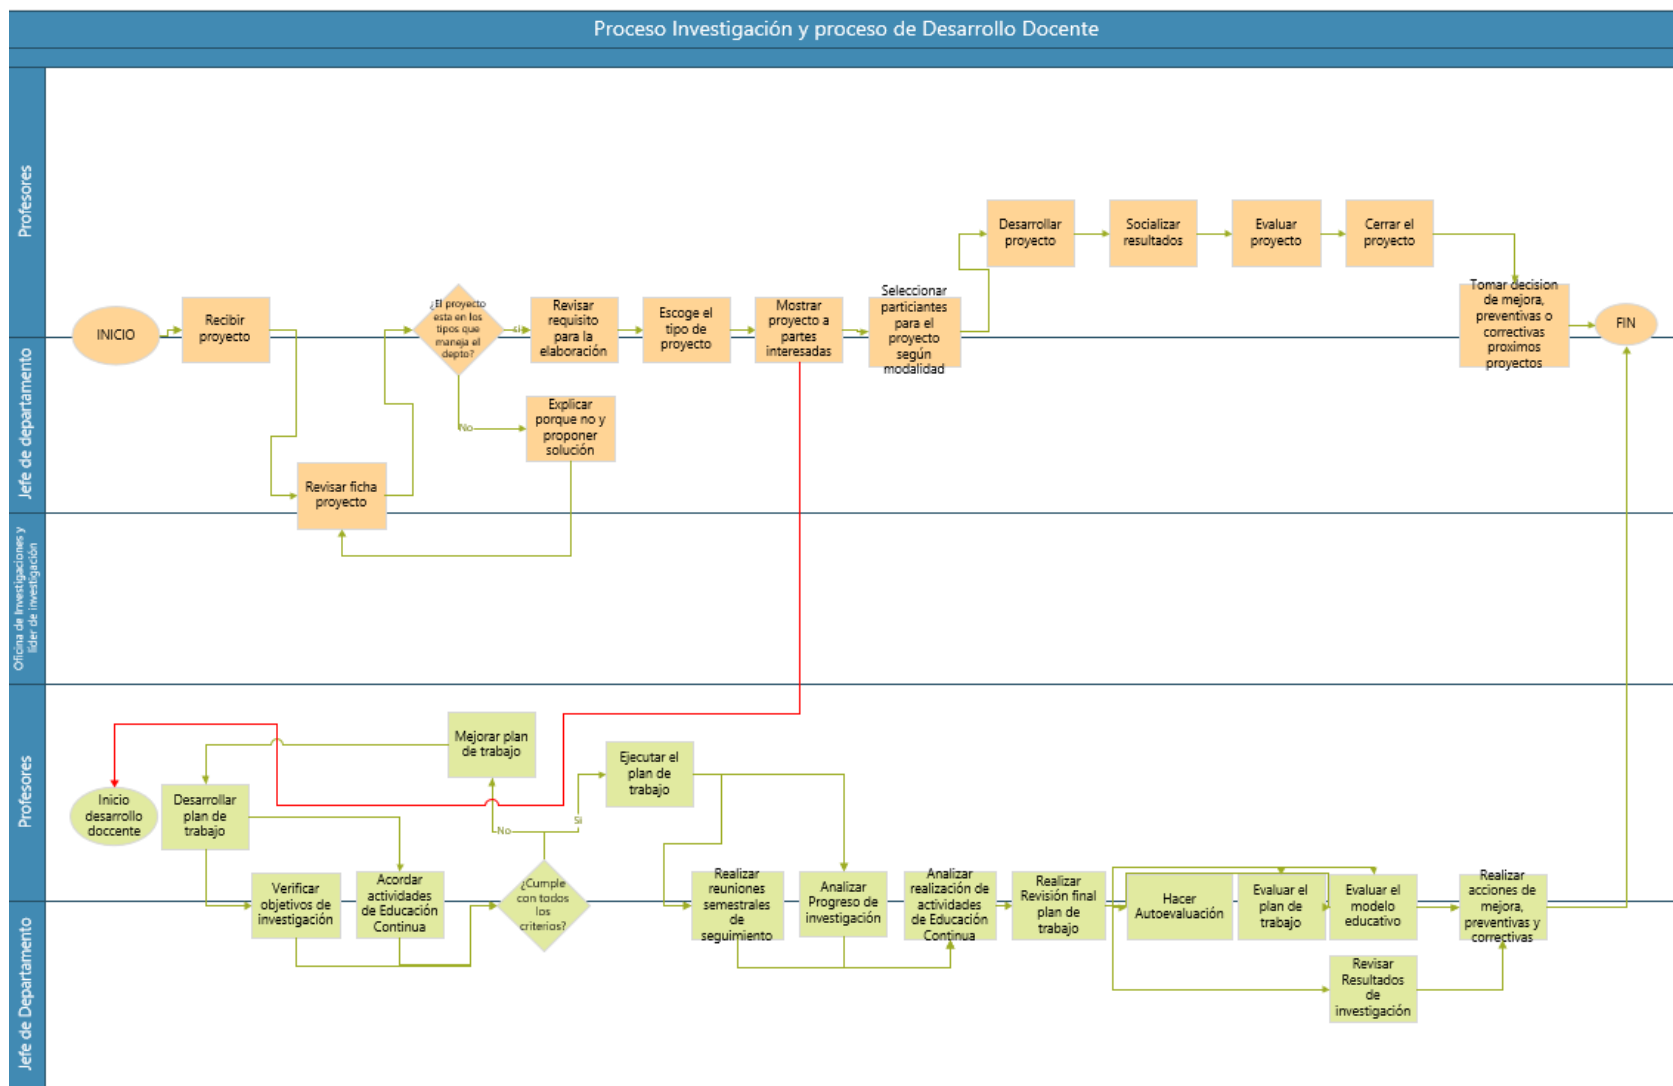 Proceso Investigación y proceso de Desarrollo Docente
Profesores
Jefe de departamento
Oficina de Investigaciones y
líder de investigación
Profesores
Jefe de Departamento
INICIO
Recibir
proyecto
Revisar ficha
proyecto
¿El proyecto
esta en los
tipos que
maneja el
depto?
si
No
Explicar
porque no y
proponer
solución
Revisar
requisito
para la
elaboración
Escoge el
tipo de
proyecto
Mostrar
proyecto a
partes
interesadas
Seleccionar
particiantes
para el
proyecto
según
modalidad
Desarrollar
proyecto
Socializar
resultados
Evaluar
proyecto
Cerrar el
proyecto
Tomar decision
de mejora,
preventivas o
correctivas
proximos
proyectos
FIN
Inicio
desarrollo
doccente
Desarrollar
plan de
trabajo
Verificar
objetivos de
investigación
Acordar
actividades
de Educación
Continua
Mejorar plan
de trabajo
No
Si
¿Cumple
con todos
los
criterios?
Ejecutar el
plan de
trabajo
Realizar
reuniones
semestrales
de
seguimiento
Analizar
Progreso de
investigación
Analizar
realización de
actividades
de Educación
Continua
Realizar
Revisión final
plan de
trabajo
Hacer
Autoevaluación
Evaluar el
plan de
trabajo
Evaluar el
modelo
educativo
Revisar
Resultados
de
investigación
Realizar
acciones de
mejora,
preventivas y
correctivas